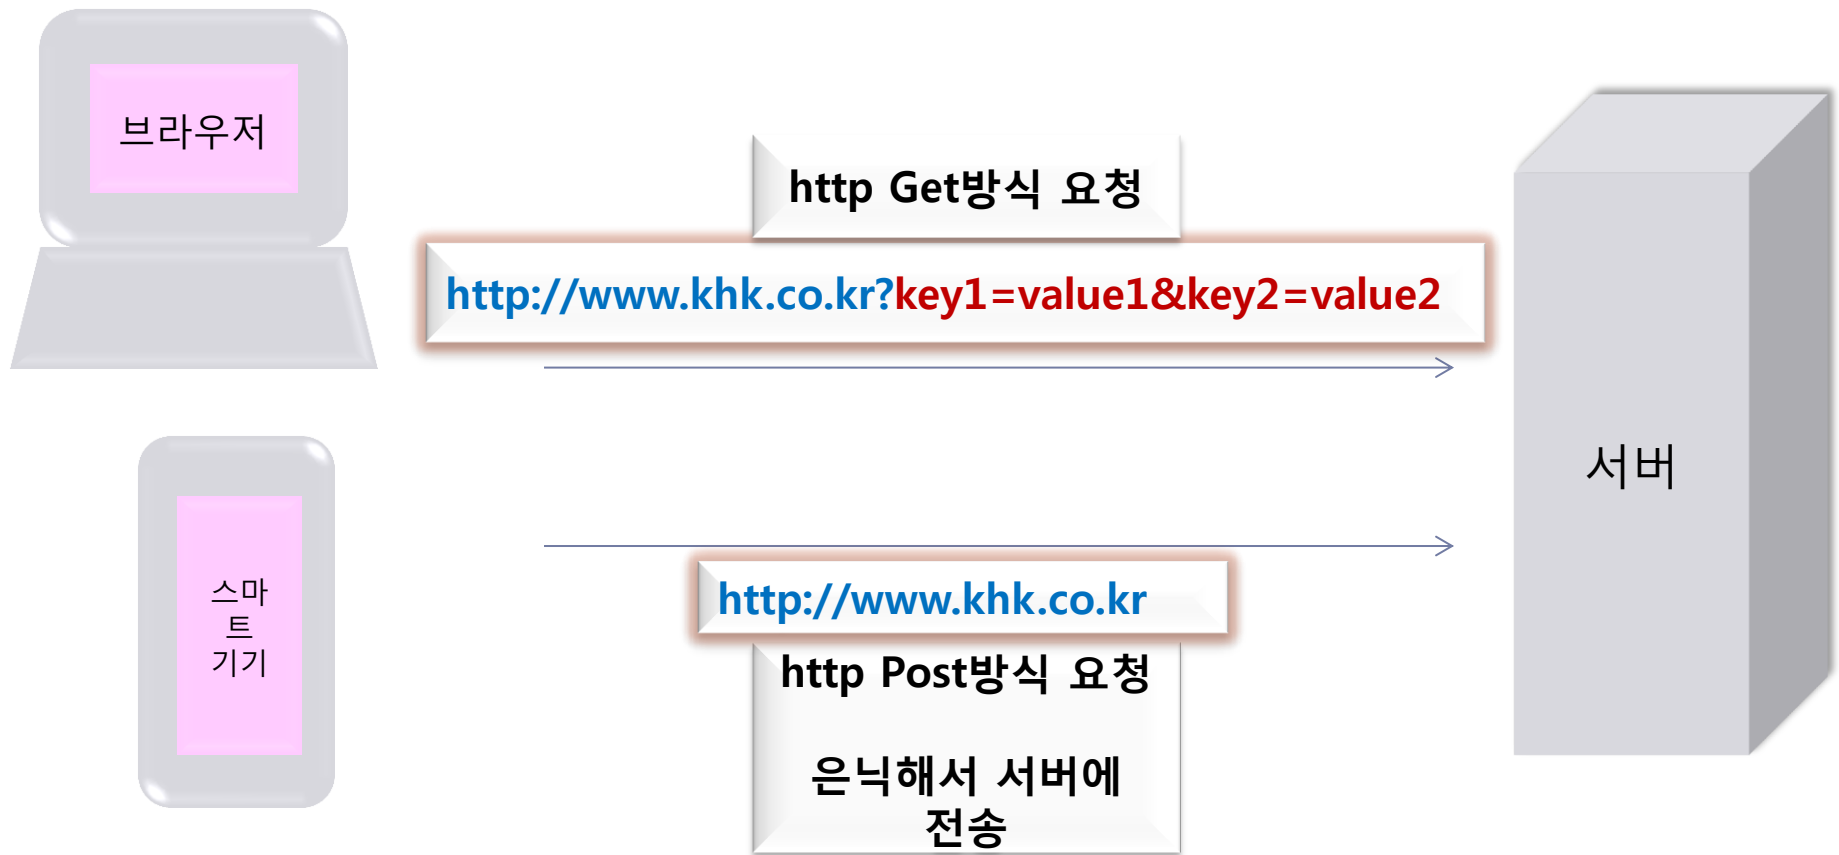 브라우저
http Get방식 요청
http://www.khk.co.kr?key1=value1&key2=value2
서버
스마
트
기기
http://www.khk.co.kr
http Post방식 요청
은닉해서 서버에
전송